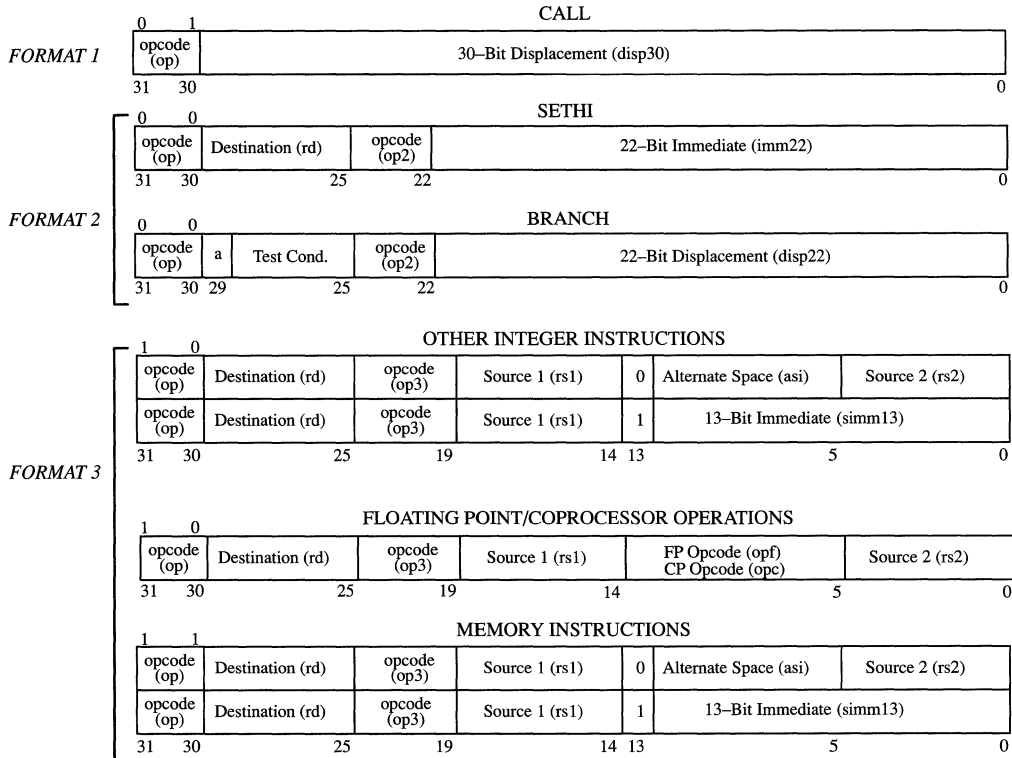 CALL
0 1
FORMAT 1
opcode (op) 30–Bit Displacement (disp30)
31 30 0
SETHI
0 0
opcode (op) Destination (rd) opcode (op2) 22–Bit Immediate (imm22)
31 30 25 22 0
FORMAT 2
BRANCH
0 0
opcode (op) a Test Cond. opcode (op2) 22–Bit Displacement (disp22)
31 30 29 25 22 0
OTHER INTEGER INSTRUCTIONS
1 0
opcode (op) Destination (rd) opcode (op3) Source 1 (rs1) 0 Alternate Space (asi) Source 2 (rs2)
opcode (op) Destination (rd) opcode (op3) Source 1 (rs1) 1 13–Bit Immediate (simm13)
31 30 25 19 14 13 5 0
FORMAT 3
FLOATING POINT/COPROCESSOR OPERATIONS
1 0
opcode (op) Destination (rd) opcode (op3) Source 1 (rs1) FP Opcode (opf) CP Opcode (opc) Source 2 (rs2)
31 30 25 19 14 5 0
MEMORY INSTRUCTIONS
1 1
opcode (op) Destination (rd) opcode (op3) Source 1 (rs1) 0 Alternate Space (asi) Source 2 (rs2)
opcode (op) Destination (rd) opcode (op3) Source 1 (rs1) 1 13–Bit Immediate (simm13)
31 30 25 19 14 13 5 0